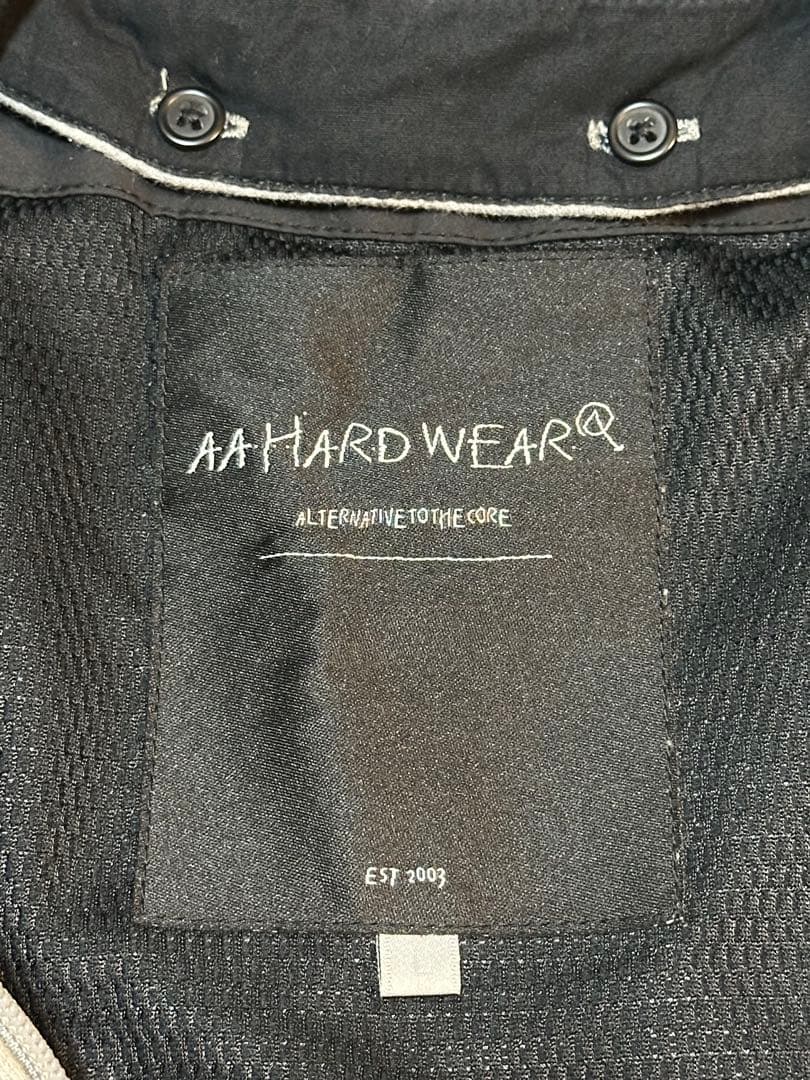 AA HARD WEAR
ALTERNATIVE TO THE CORE
EST 2003
L